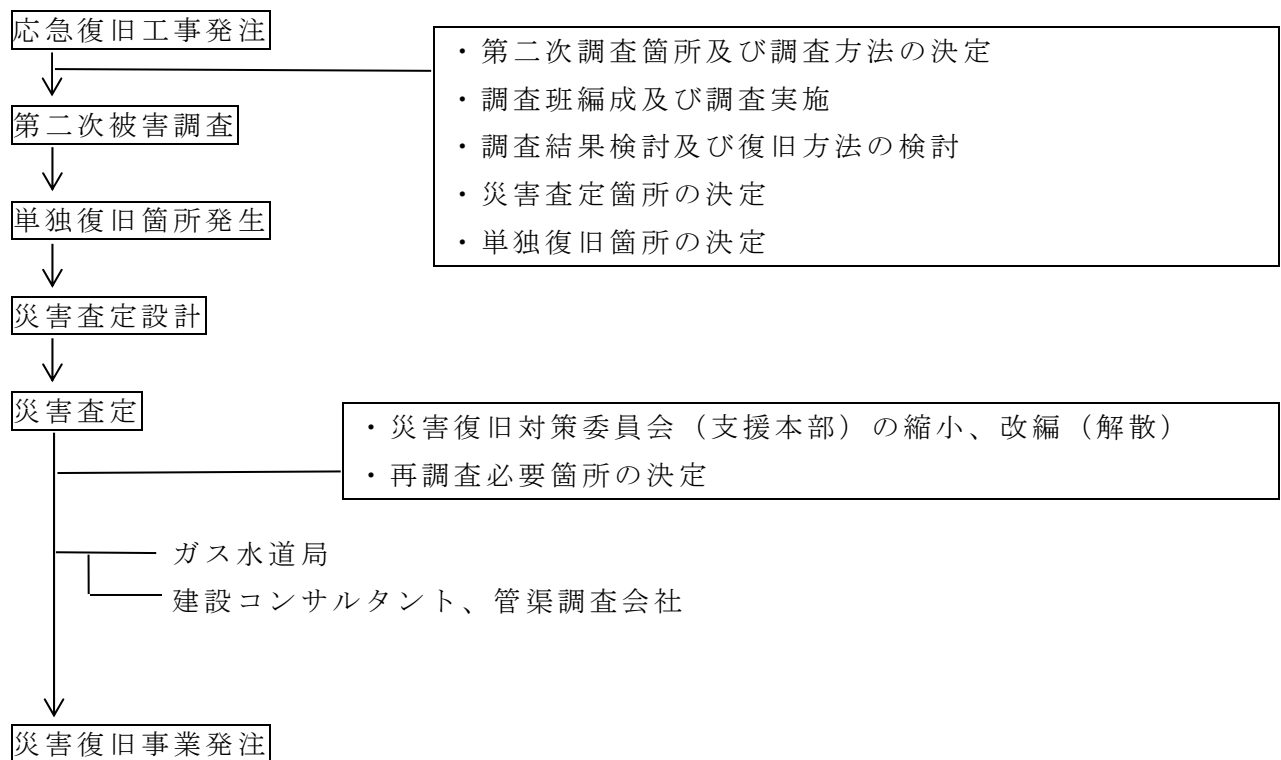 応急復旧工事発注
・第二次調査箇所及び調査方法の決定
・調査班編成及び調査実施
第二次被害調査
・調査結果検討及び復旧方法の検討
・災害査定箇所の決定
単独復旧箇所発生
・単独復旧箇所の決定
災害査定設計
災害査定
・災害復旧対策委員会（支援本部）の縮小、改編（解散）
・再調査必要箇所の決定
ガス水道局
建設コンサルタント、管渠調査会社
災害復旧事業発注